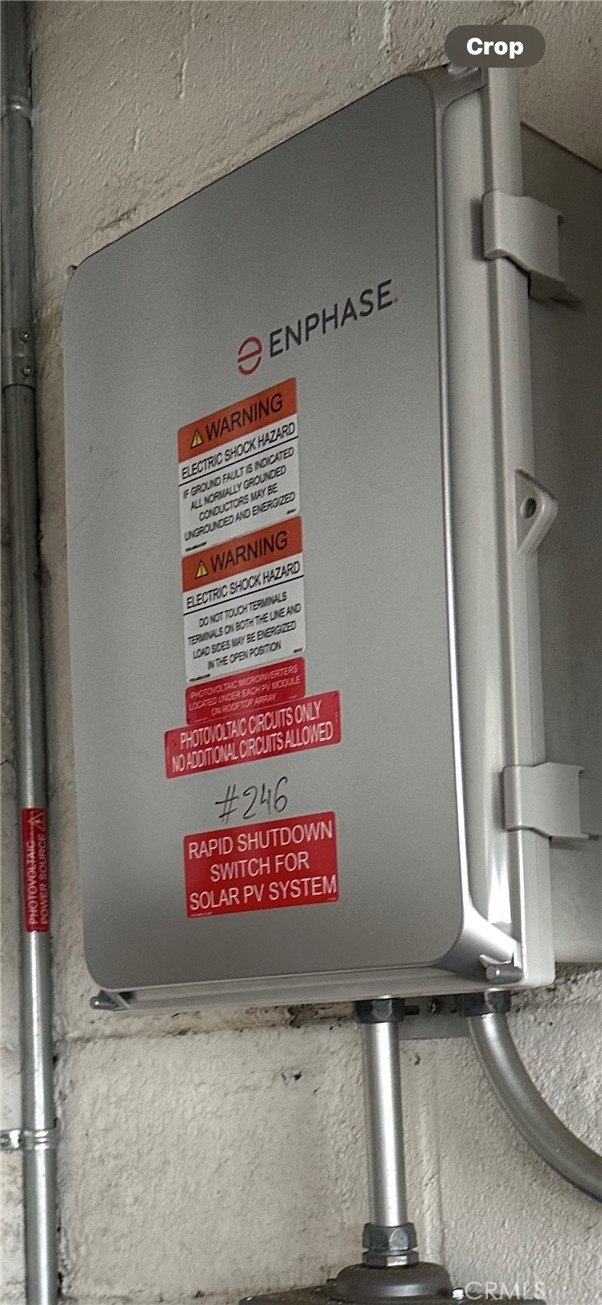 Crop
ENPHASE
WARNING
ELECTRIC SHOCK HAZARD
IF GROUND FAULT IS INDICATED
ALL NORMALLY GROUNDED
CONDUCTORS MAY BE
UNGROUNDED AND ENERGIZED
WARNING
ELECTRIC SHOCK HAZARD
DO NOT TOUCH TERMINALS
TERMINALS ON BOTH THE LINE AND
LOAD SIDES MAY BE ENERGIZED
IN THE OPEN POSITION
PHOTOVOLTAIC MICROINVERTERS
LOCATED UNDER EACH PV MODULE
ON ROOFTOP ARRAY
PHOTOVOLTAIC CIRCUITS ONLY
NO ADDITIONAL CIRCUITS ALLOWED
#246
RAPID SHUTDOWN
SWITCH FOR
SOLAR PV SYSTEM
PHOTOVOLTAIC
POWER SOURCE
CRMLS